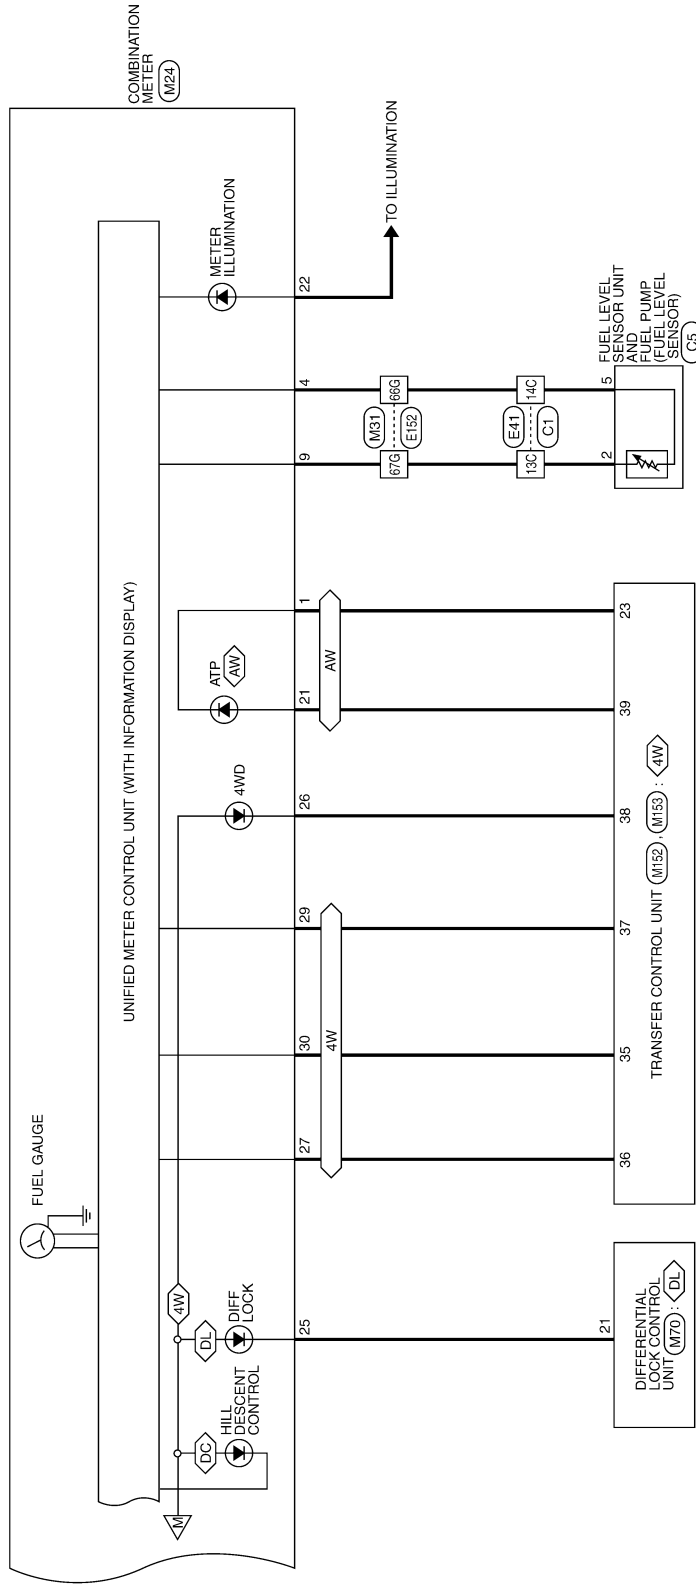 COMBINATION
METER M24
FUEL GAUGE
UNIFIED METER CONTROL UNIT (WITH INFORMATION DISPLAY)
M
DC
HILL
DESCENT
CONTROL
4W
DL
DIFF
LOCK
4WD
ATP
AW
METER
ILLUMINATION
25
27
30
29
26
21
1
9
4
22
4W
AW
TO ILLUMINATION
67G
M31
E152
66G
13C
E41
C1
14C
21
36
35
37
38
39
23
2
5
DIFFERENTIAL
LOCK CONTROL
UNIT M70 : DL
TRANSFER CONTROL UNIT M152 , M153 : 4W
FUEL LEVEL
SENSOR UNIT
AND
FUEL PUMP
(FUEL LEVEL
SENSOR)
C5